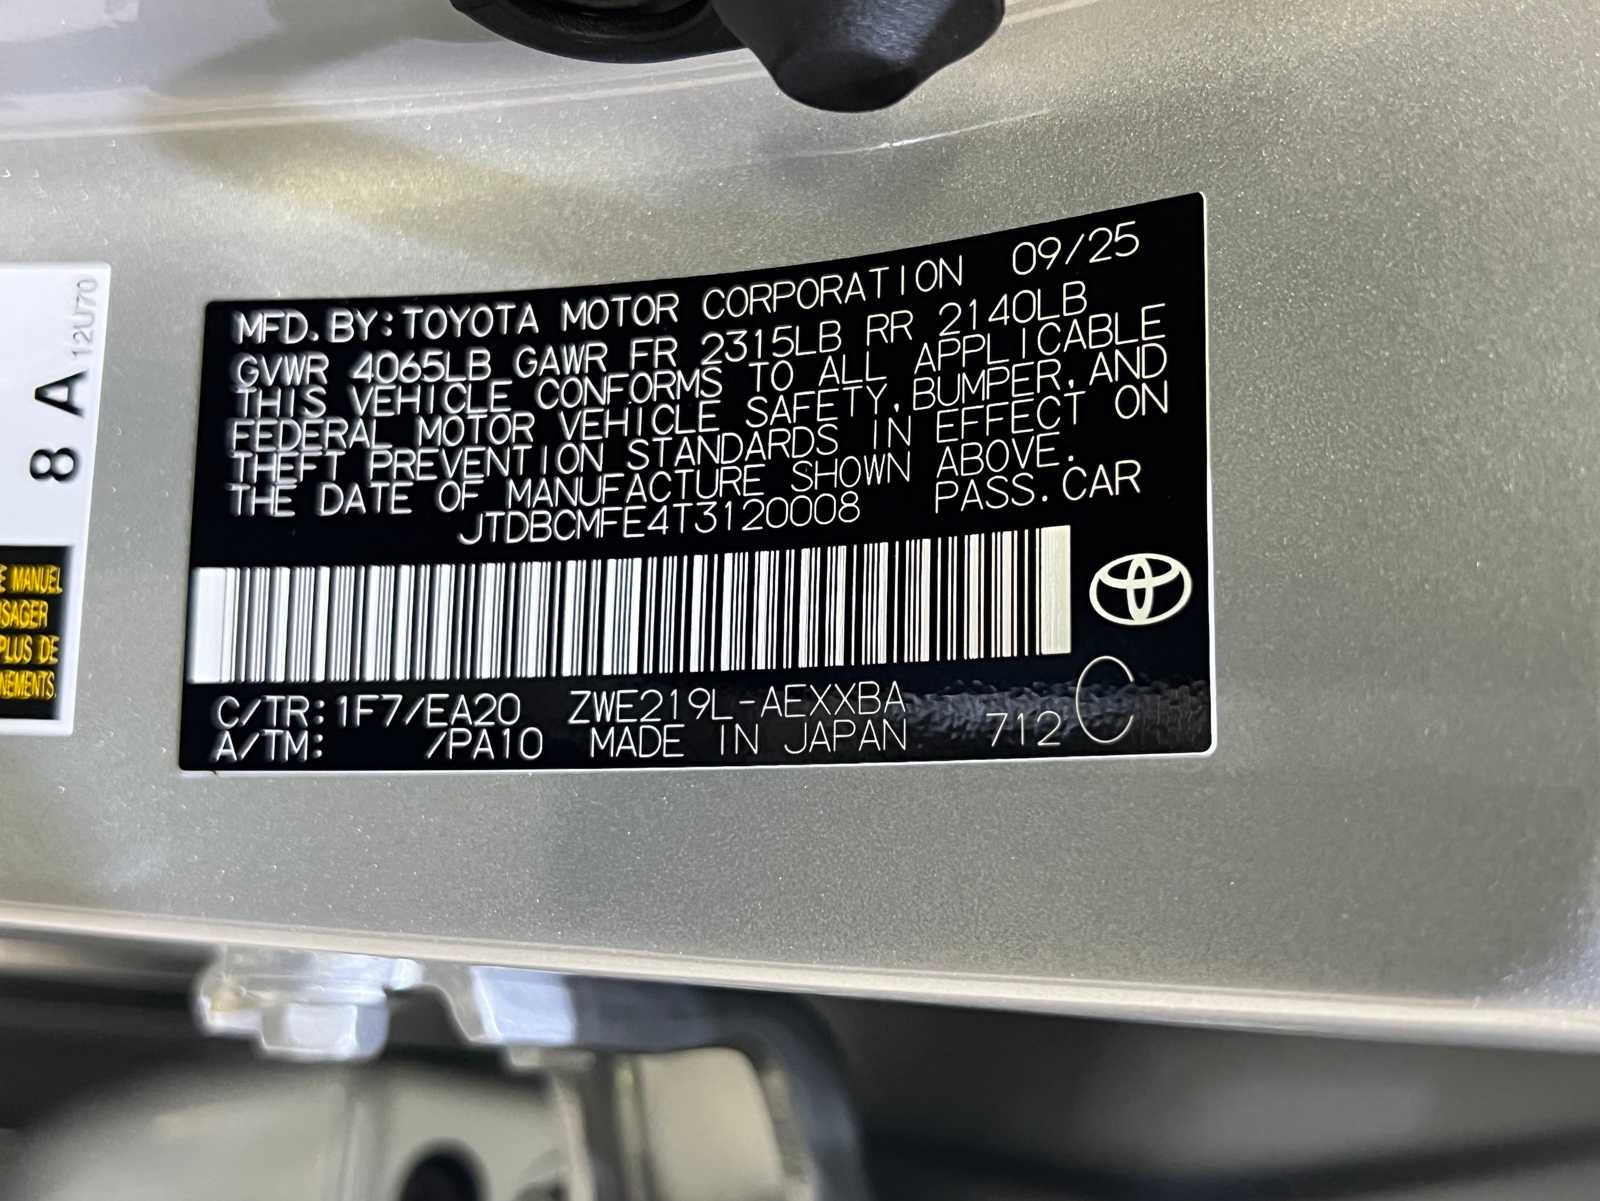 MFD.BY:TOYOTA MOTOR CORPORATION 09/25
GVWR 4065LB GAWR FR 2315LB RR 2140LB
THIS VEHICLE CONFORMS TO ALL APPLICABLE
FEDERAL MOTOR VEHICLE SAFETY,BUMPER,AND
THEFT PREVENTION STANDARDS IN EFFECT ON
THE DATE OF MANUFACTURE SHOWN ABOVE.
JTDBCMFE4T3120008 PASS.CAR
C/TR:1F7/EA20 ZWE219L-AEXXBA
A/TM: /PA10 MADE IN JAPAN 712 C
8 A 12U70
E MANUEL
SAGER
PLUS DE
NEMENTS.